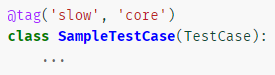 @tag('slow', 'core')
class SampleTestCase(TestCase):
    ...